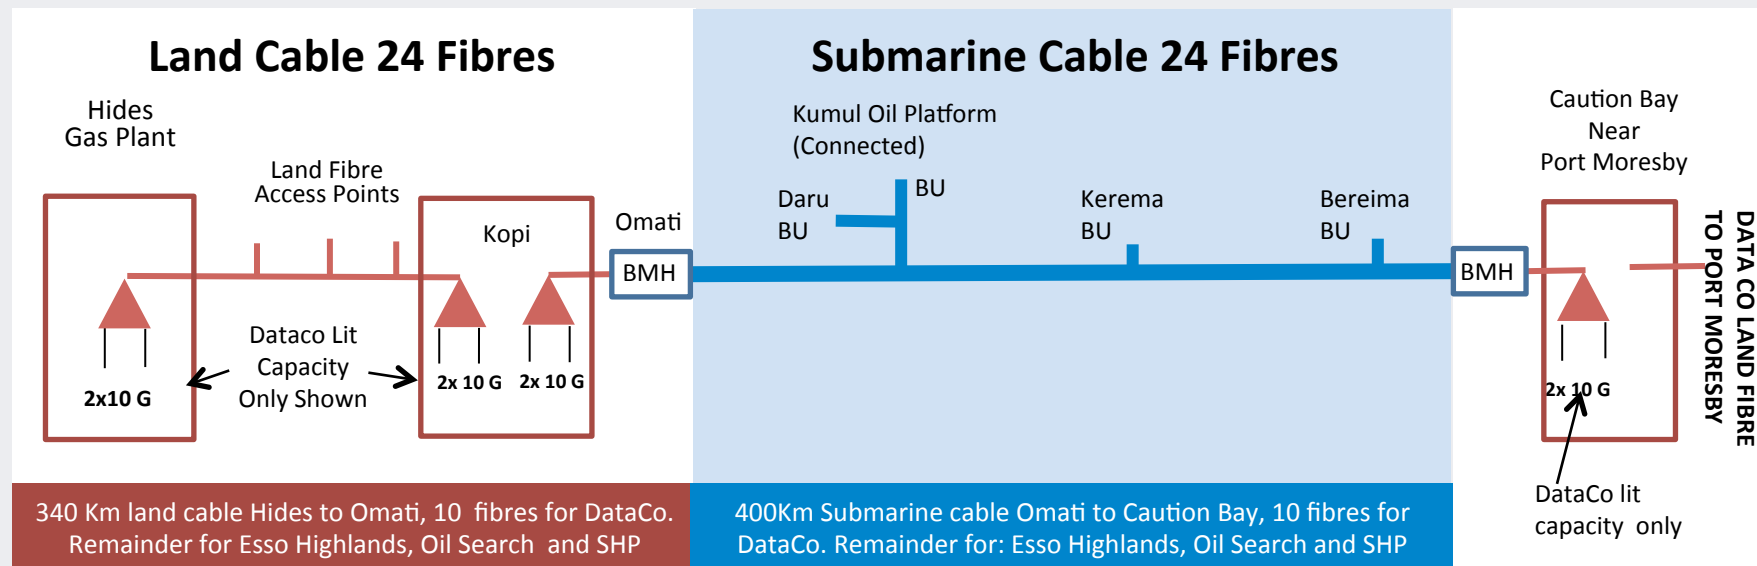 Land Cable 24 Fibres
Submarine Cable 24 Fibres
Hides
Gas Plant
Land Fibre
Access Points
Kopi
Omati
BMH
Kumul Oil Platform
(Connected)
BU
Daru
BU
Kerema
BU
Bereima
BU
BMH
Caution Bay
Near
Port Moresby
DATA CO LAND FIBRE
TO PORT MORESBY
2x10 G
Dataco Lit
Capacity
Only Shown
2x 10 G
2x 10 G
2x 10 G
DataCo lit
capacity only
340 Km land cable Hides to Omati, 10 fibres for DataCo.
Remainder for Esso Highlands, Oil Search and SHP
400Km Submarine cable Omati to Caution Bay, 10 fibres for
DataCo. Remainder for: Esso Highlands, Oil Search and SHP